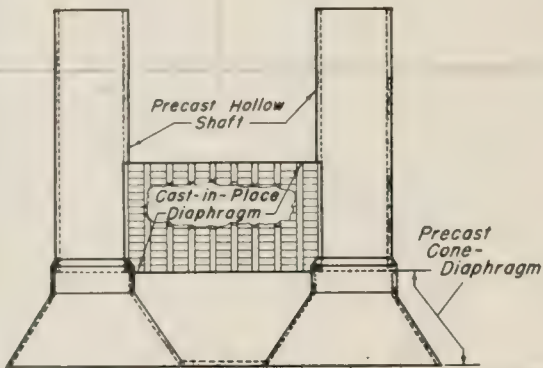 Precast Hollow
Shaft
Cast-in-Place
Diaphragm
Precast
Cone-
Diaphragm